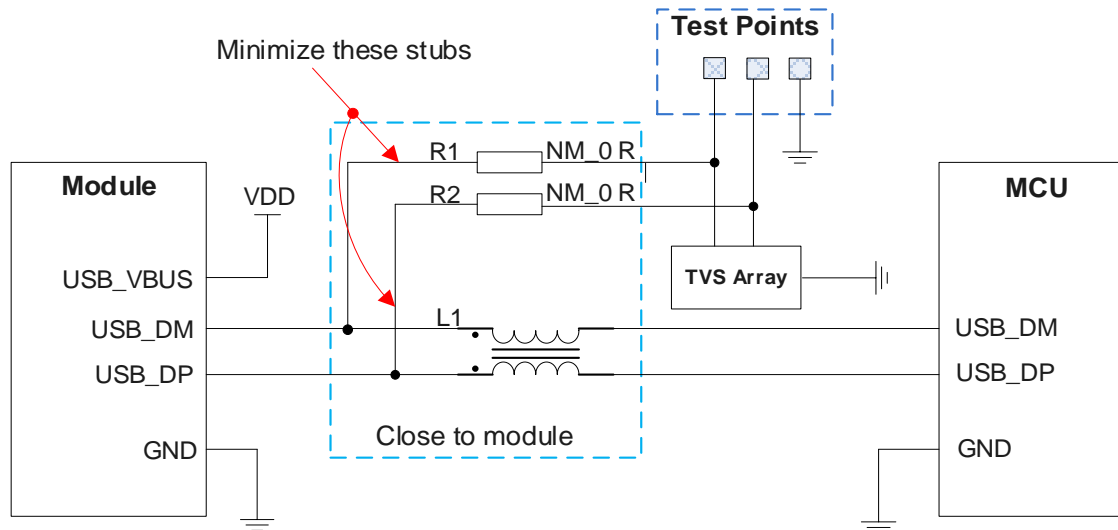 Test Points
Minimize these stubs
R1 NM_0 R
R2 NM_0 R
Module
VDD
MCU
USB_VBUS
TVS Array
USB_DM
L1
USB_DM
USB_DP
USB_DP
Close to module
GND
GND